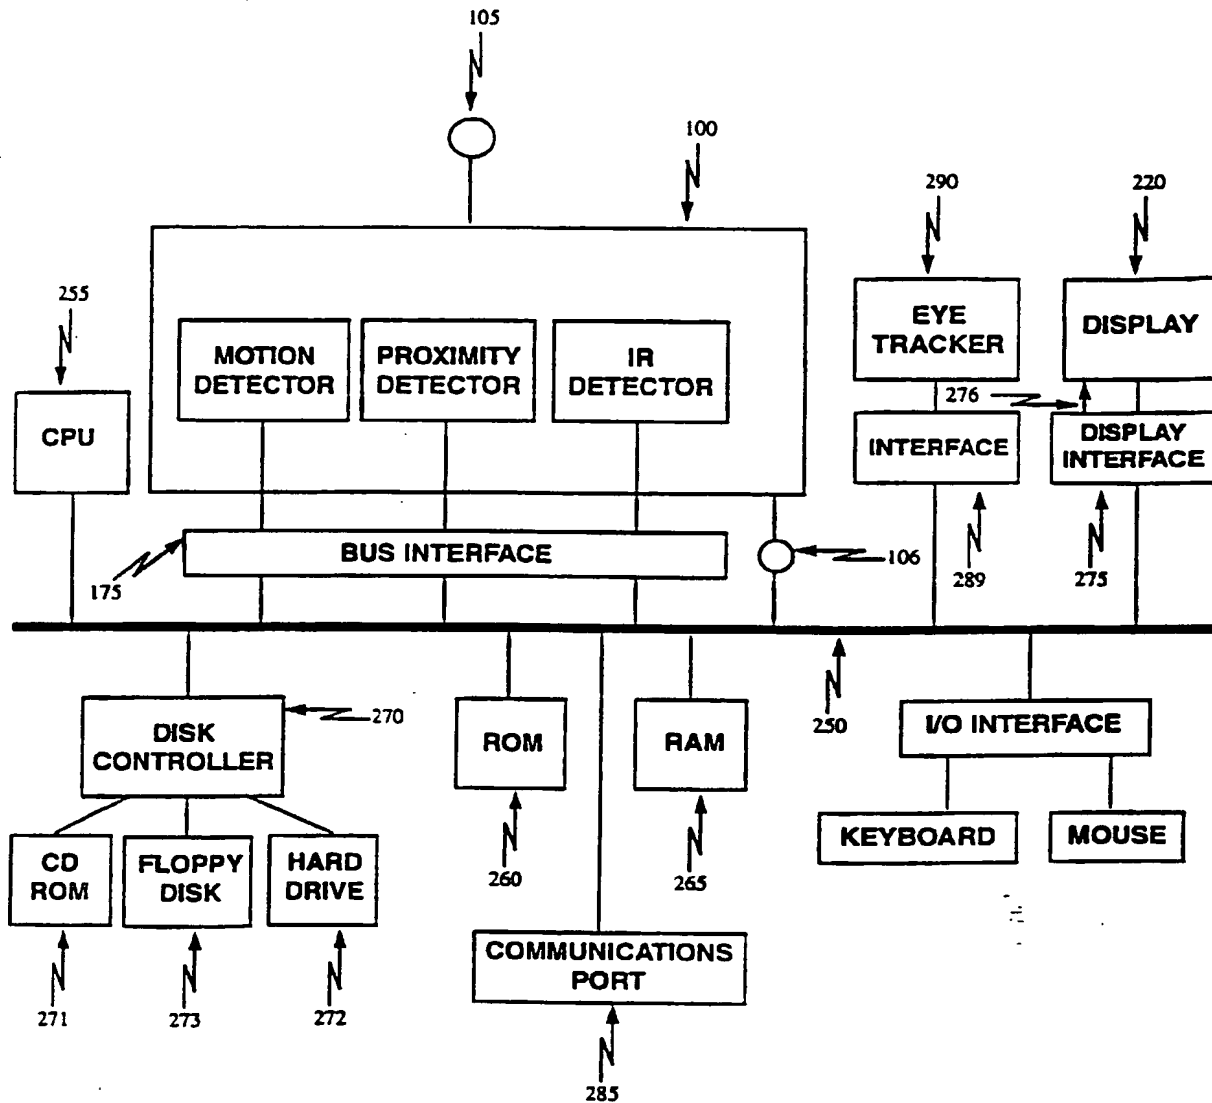 105
100
290
220
255
EYE
TRACKER
DISPLAY
MOTION
DETECTOR
PROXIMITY
DETECTOR
IR
DETECTOR
276
CPU
INTERFACE
DISPLAY
INTERFACE
BUS INTERFACE
106
175
289
275
270
250
DISK
CONTROLLER
ROM
RAM
I/O INTERFACE
KEYBOARD
MOUSE
CD
ROM
FLOPPY
DISK
HARD
DRIVE
260
265
COMMUNICATIONS
PORT
271
273
272
285